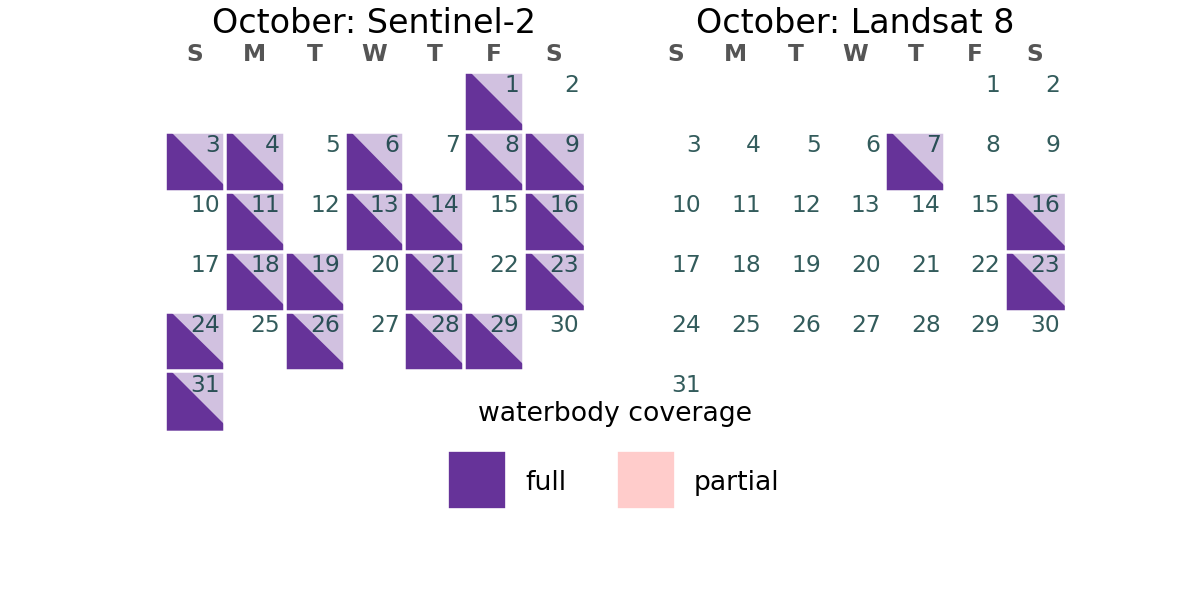 October: Sentinel-2
S M T W T F S
1 2
3 4 5 6 7 8 9
10 11 12 13 14 15 16
17 18 19 20 21 22 23
24 25 26 27 28 29 30
31
October: Landsat 8
S M T W T F S
1 2
3 4 5 6 7 8 9
10 11 12 13 14 15 16
17 18 19 20 21 22 23
24 25 26 27 28 29 30
31
waterbody coverage
full partial